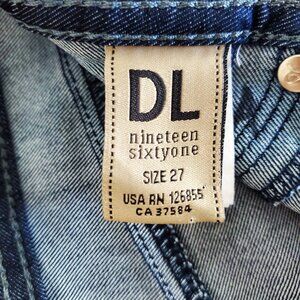 DL
nineteen
sixtyone
SIZE 27
USA RN 126855
CA 37584